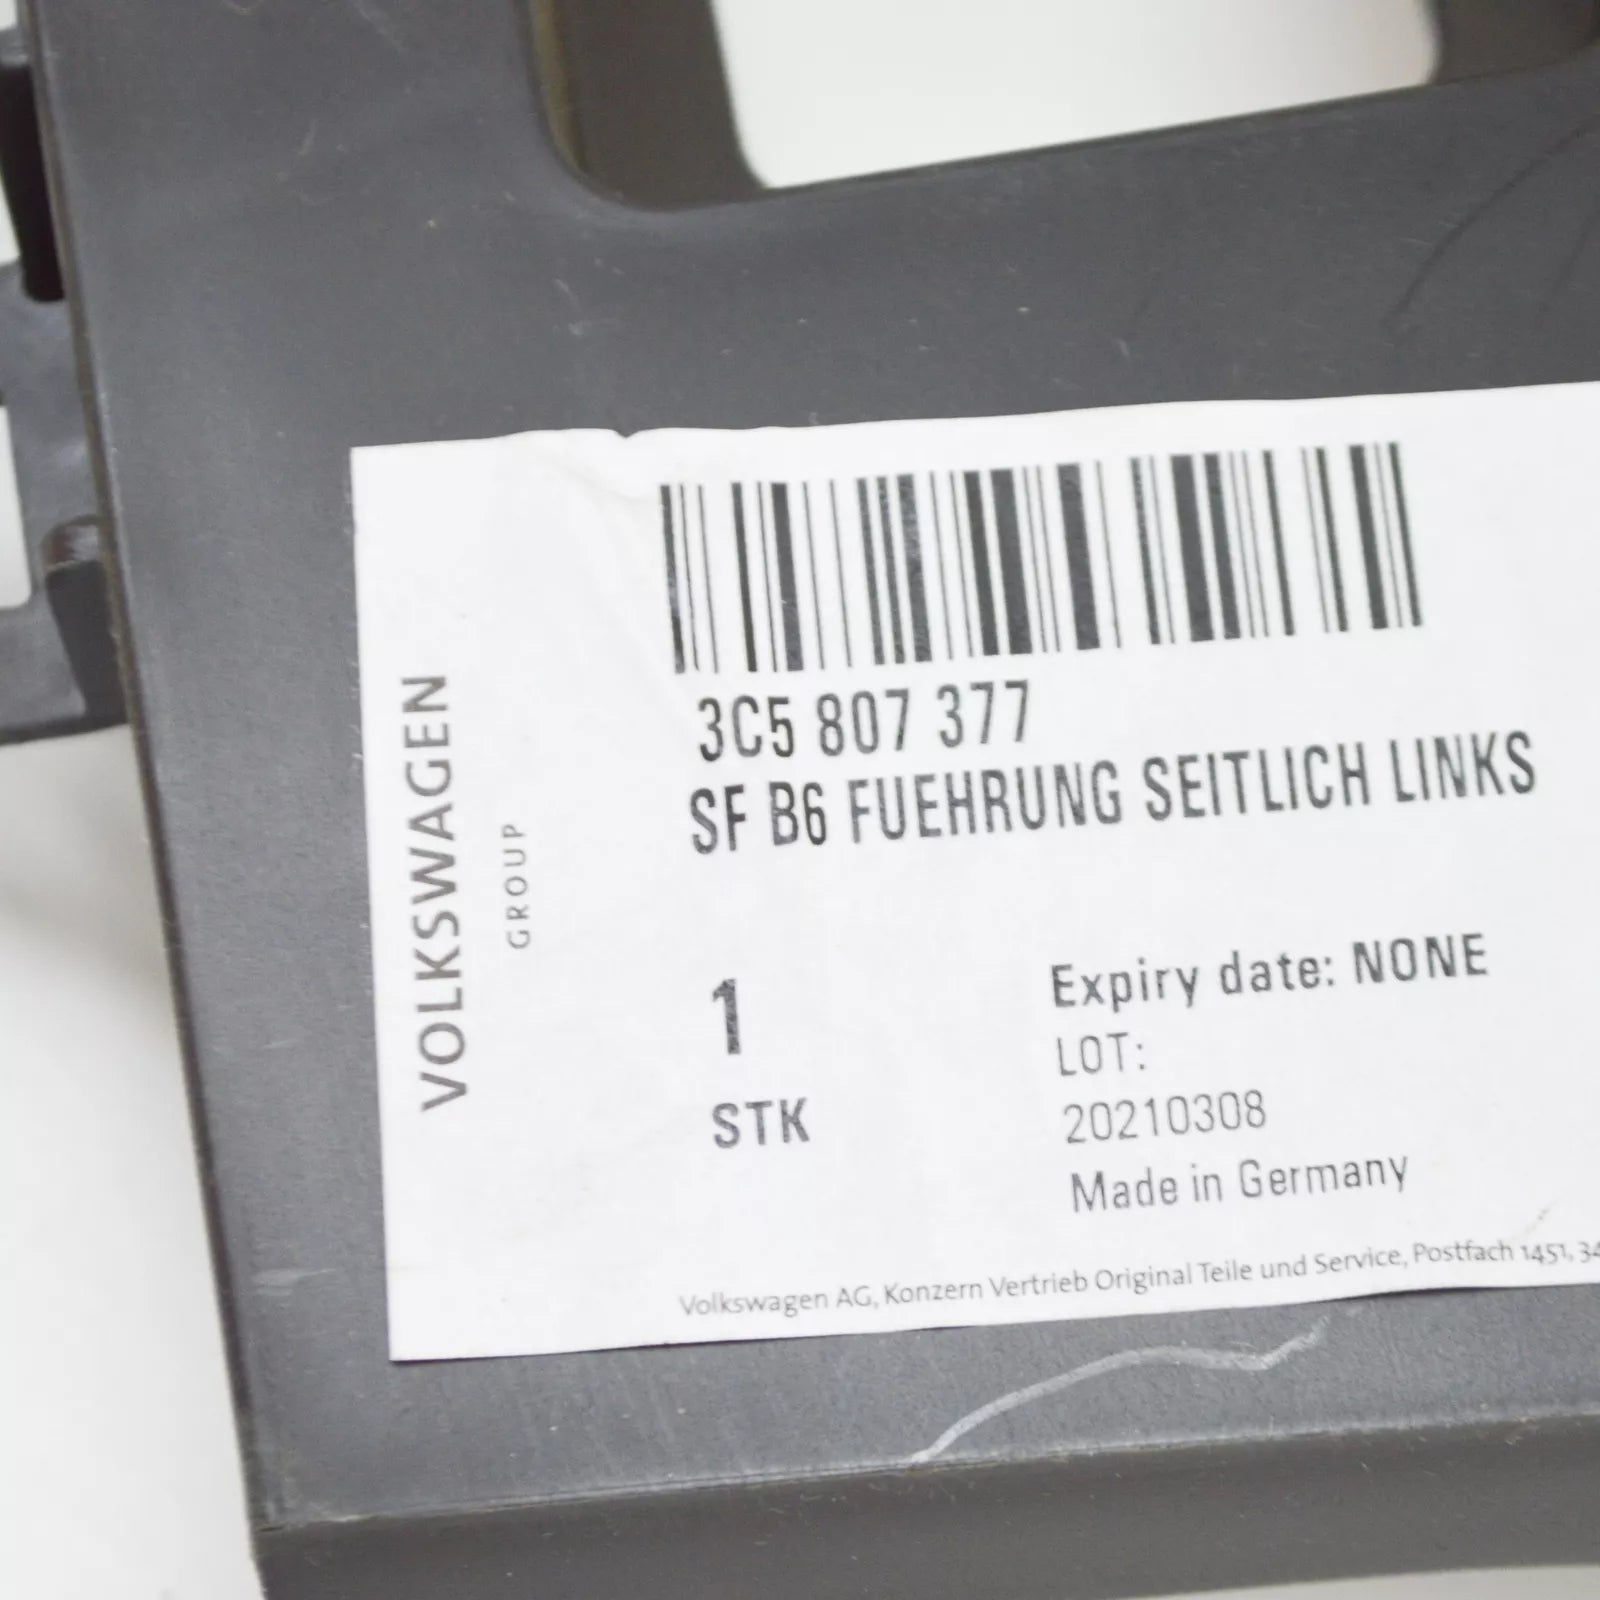 VOLKSWAGEN
GROUP
3C5 807 377
SF B6 FUEHRUNG SEITLICH LINKS
1
STK
Expiry date: NONE
LOT:
20210308
Made in Germany
Volkswagen AG, Konzern Vertrieb Original Teile und Service, Postfach 1451,